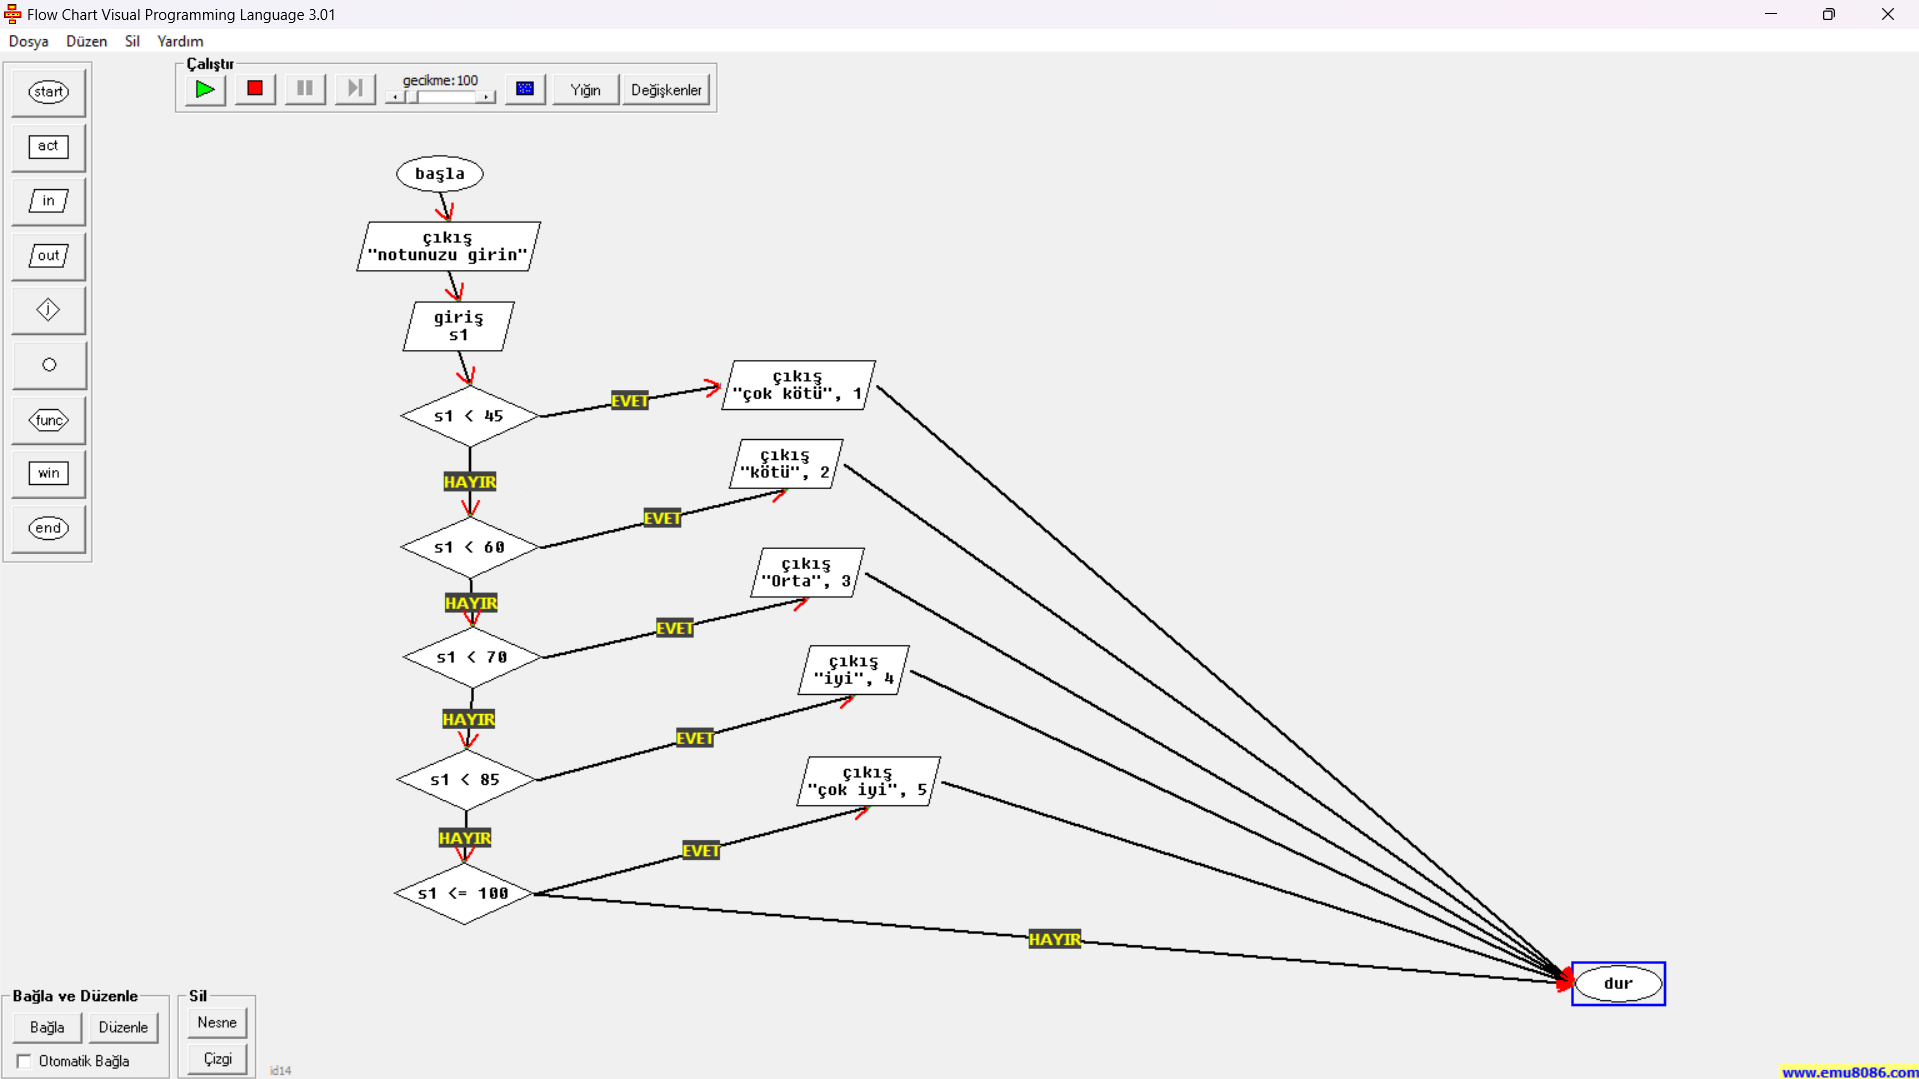 Flow Chart Visual Programming Language 3.01
Dosya Düzen Sil Yardım
Çalıştır
gecikme:100
Yığın
Değişkenler
start
act
in
out
j
func
win
end
başla
çıkış
"notunuzu girin"
giriş
s1
s1 < 45
EVET
çıkış
"çok kötü", 1
HAYIR
s1 < 60
EVET
çıkış
"kötü", 2
HAYIR
s1 < 70
EVET
çıkış
"Orta", 3
HAYIR
s1 < 85
EVET
çıkış
"iyi", 4
HAYIR
s1 <= 100
EVET
çıkış
"çok iyi", 5
HAYIR
dur
Bağla ve Düzenle
Bağla
Düzenle
Otomatik Bağla
Sil
Nesne
Çizgi
id14
www.emu8086.com